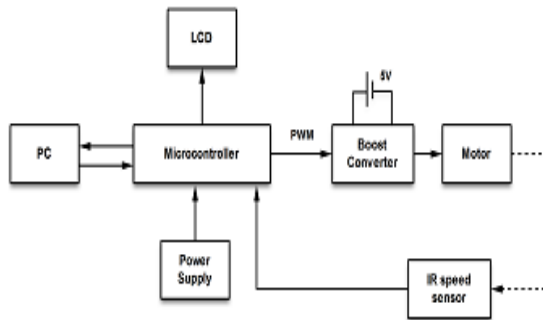 LCD
5V
PC
Microcontroller
PWM
Boost
Converter
Motor
Power
Supply
IR speed
sensor